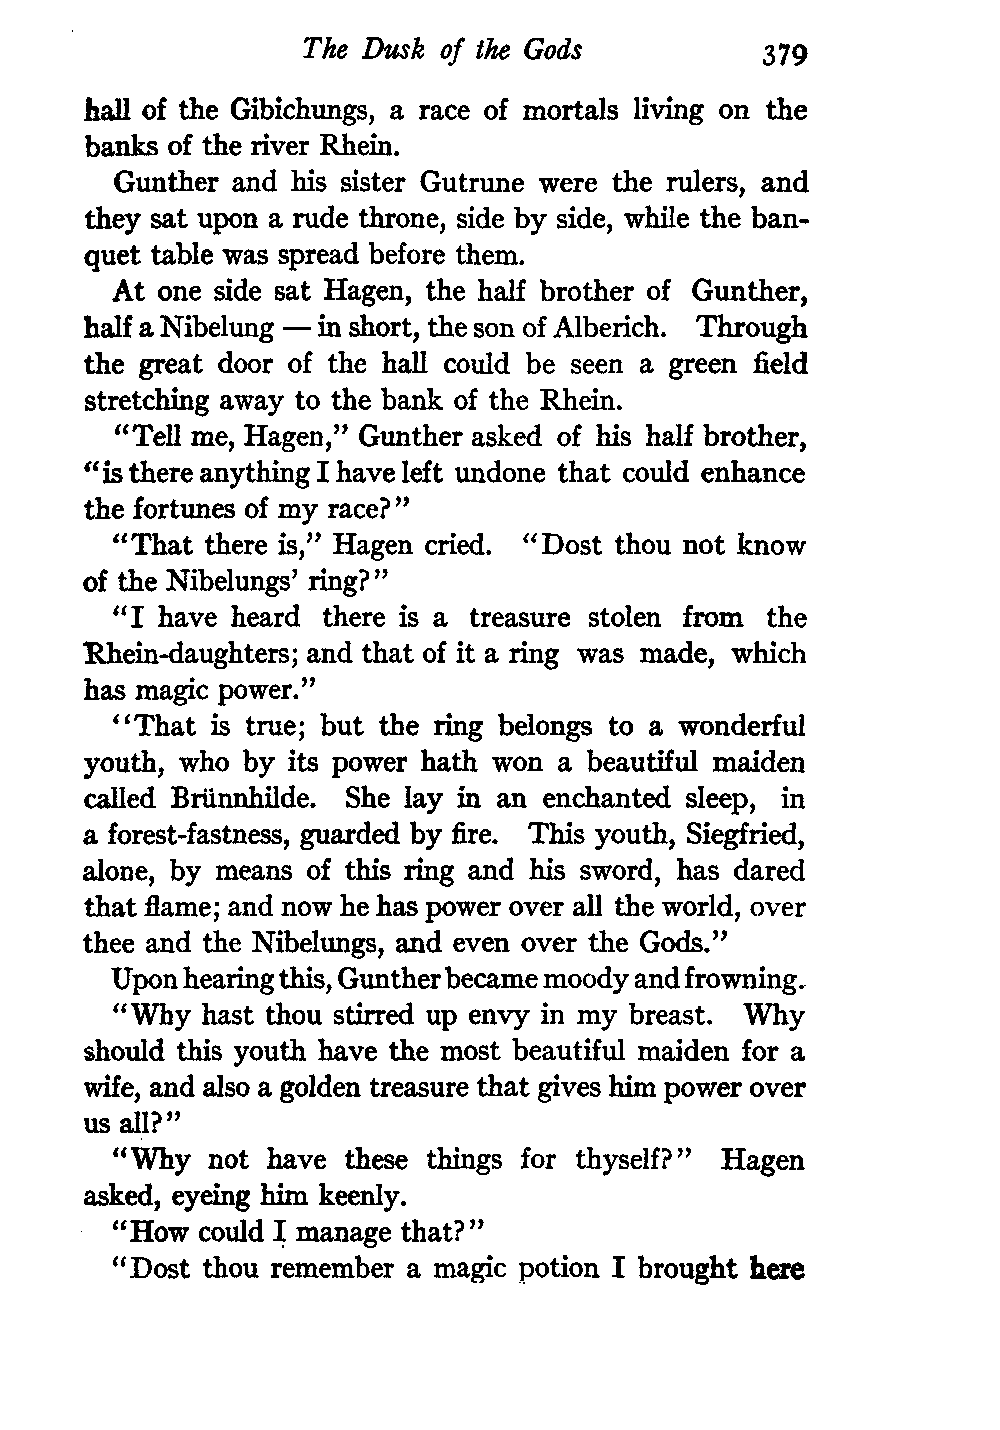 The Dusk of the Gods 379
hall of the Gibichungs, a race of mortals living on the
banks of the river Rhein.
Gunther and his sister Gutrune were the rulers, and
they sat upon a rude throne, side by side, while the ban-
quet table was spread before them.
At one side sat Hagen, the half brother of Gunther,
half a Nibelung — in short, the son of Alberich. Through
the great door of the hall could be seen a green field
stretching away to the bank of the Rhein.
“Tell me, Hagen,” Gunther asked of his half brother,
“is there anything I have left undone that could enhance
the fortunes of my race?”
“That there is,” Hagen cried. “Dost thou not know
of the Nibelungs’ ring?”
“I have heard there is a treasure stolen from the
Rhein-daughters; and that of it a ring was made, which
has magic power.”
“That is true; but the ring belongs to a wonderful
youth, who by its power hath won a beautiful maiden
called Brünnhilde. She lay in an enchanted sleep, in
a forest-fastness, guarded by fire. This youth, Siegfried,
alone, by means of this ring and his sword, has dared
that flame; and now he has power over all the world, over
thee and the Nibelungs, and even over the Gods.”
Upon hearing this, Gunther became moody and frowning.
“Why hast thou stirred up envy in my breast. Why
should this youth have the most beautiful maiden for a
wife, and also a golden treasure that gives him power over
us all?”
“Why not have these things for thyself?” Hagen
asked, eyeing him keenly.
“How could I manage that?”
“Dost thou remember a magic potion I brought here